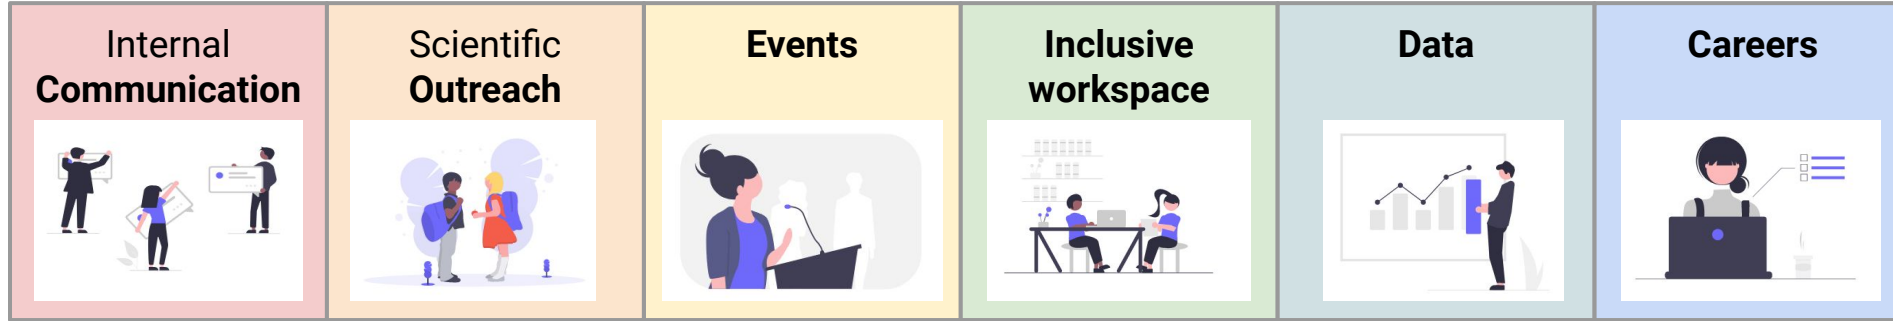 Internal
Communication
Scientific
Outreach
Events
Inclusive
workspace
Data
Careers